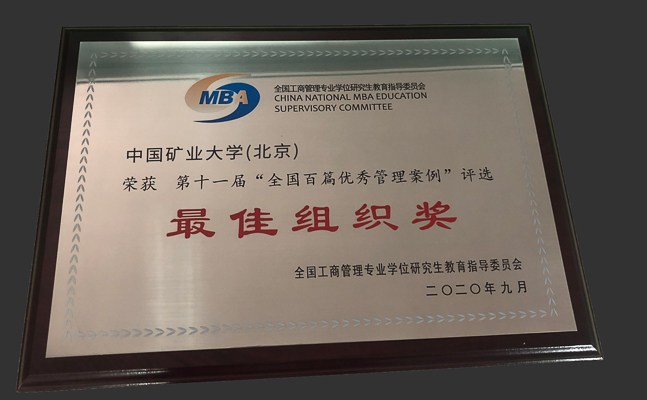 MBA
全国工商管理专业学位研究生教育指导委员会
CHINA NATIONAL MBA EDUCATION
SUPERVISORY COMMITTEE
中国矿业大学(北京)
荣获 第十一届“全国百篇优秀管理案例”评选
最佳组织奖
全国工商管理专业学位研究生教育指导委员会
二〇二〇年九月